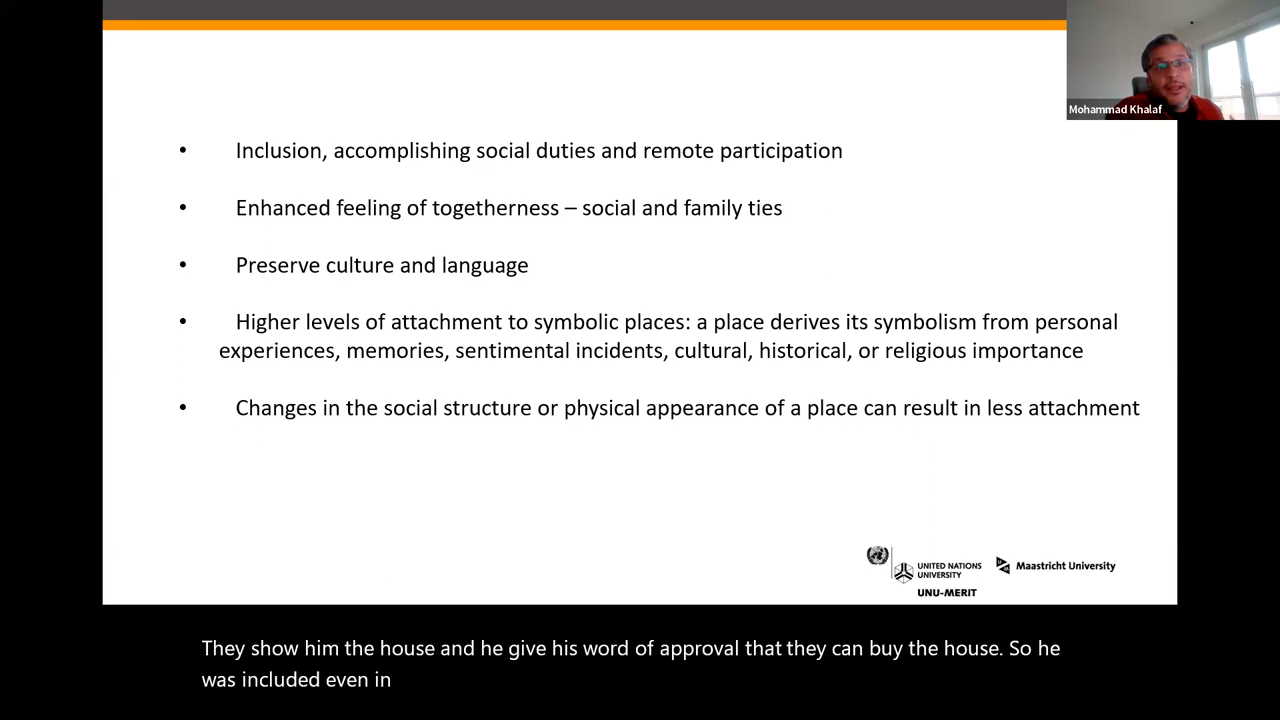 Mohammad Khalaf
• Inclusion, accomplishing social duties and remote participation
• Enhanced feeling of togetherness – social and family ties
• Preserve culture and language
• Higher levels of attachment to symbolic places: a place derives its symbolism from personal
experiences, memories, sentimental incidents, cultural, historical, or religious importance
• Changes in the social structure or physical appearance of a place can result in less attachment
UNITED NATIONS
UNIVERSITY
UNU-MERIT
Maastricht University
They show him the house and he give his word of approval that they can buy the house. So he
was included even in